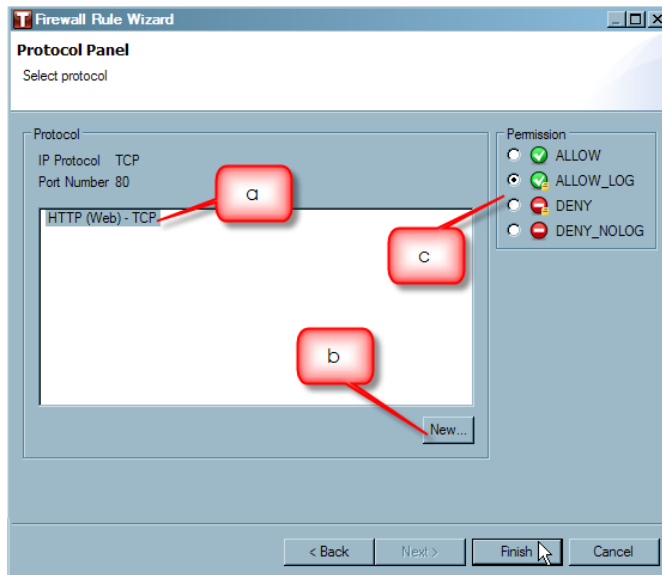 Firewall Rule Wizard
Protocol Panel
Select protocol
Protocol
IP Protocol TCP
Port Number 80
a
HTTP (Web) - TCP
b
New...
Permission
ALLOW
ALLOW_LOG
DENY
DENY_NOLOG
c
< Back
Next >
Finish
Cancel